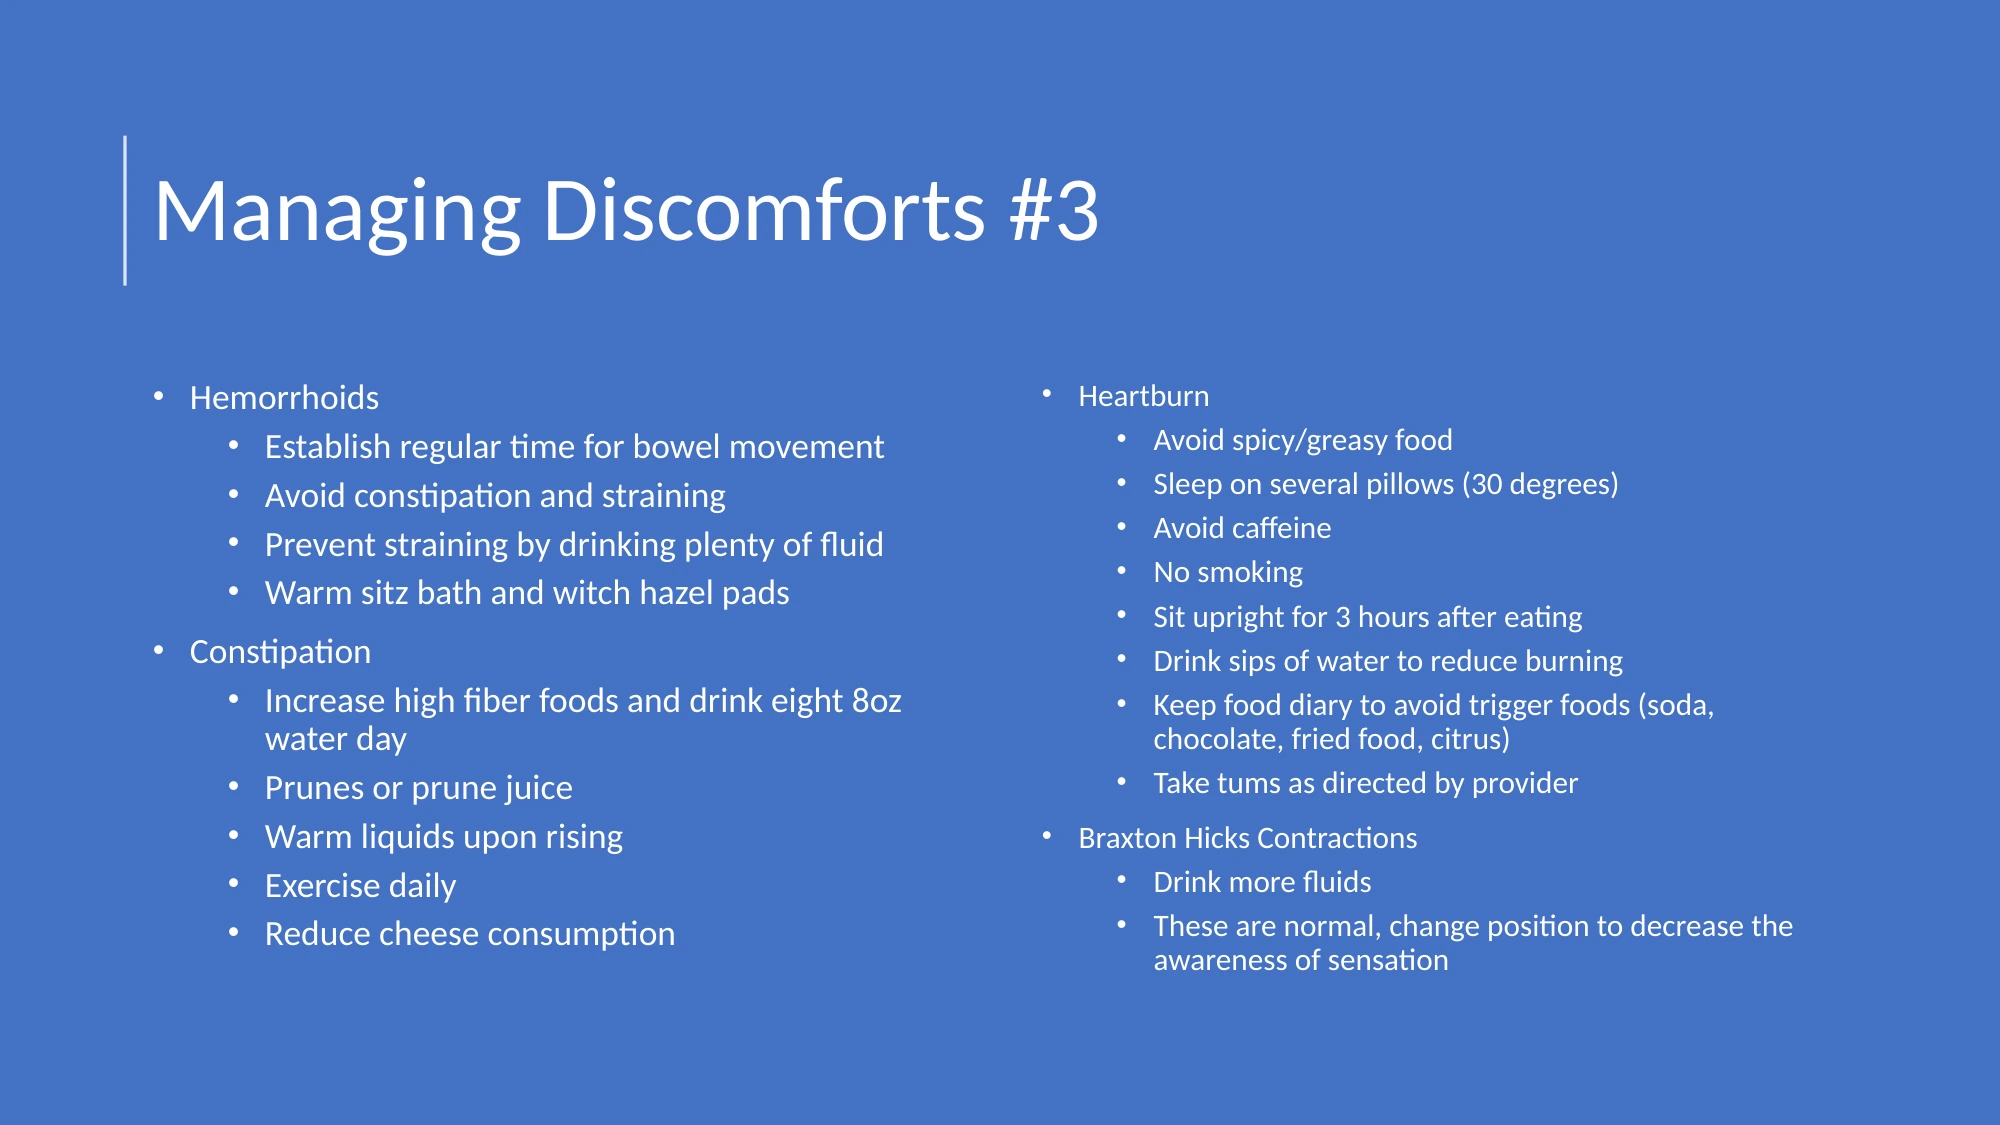 Managing Discomforts #3
• Hemorrhoids
• Establish regular time for bowel movement
• Avoid constipation and straining
• Prevent straining by drinking plenty of fluid
• Warm sitz bath and witch hazel pads
• Constipation
• Increase high fiber foods and drink eight 8oz
water day
• Prunes or prune juice
• Warm liquids upon rising
• Exercise daily
• Reduce cheese consumption
• Heartburn
• Avoid spicy/greasy food
• Sleep on several pillows (30 degrees)
• Avoid caffeine
• No smoking
• Sit upright for 3 hours after eating
• Drink sips of water to reduce burning
• Keep food diary to avoid trigger foods (soda,
chocolate, fried food, citrus)
• Take tums as directed by provider
• Braxton Hicks Contractions
• Drink more fluids
• These are normal, change position to decrease the
awareness of sensation